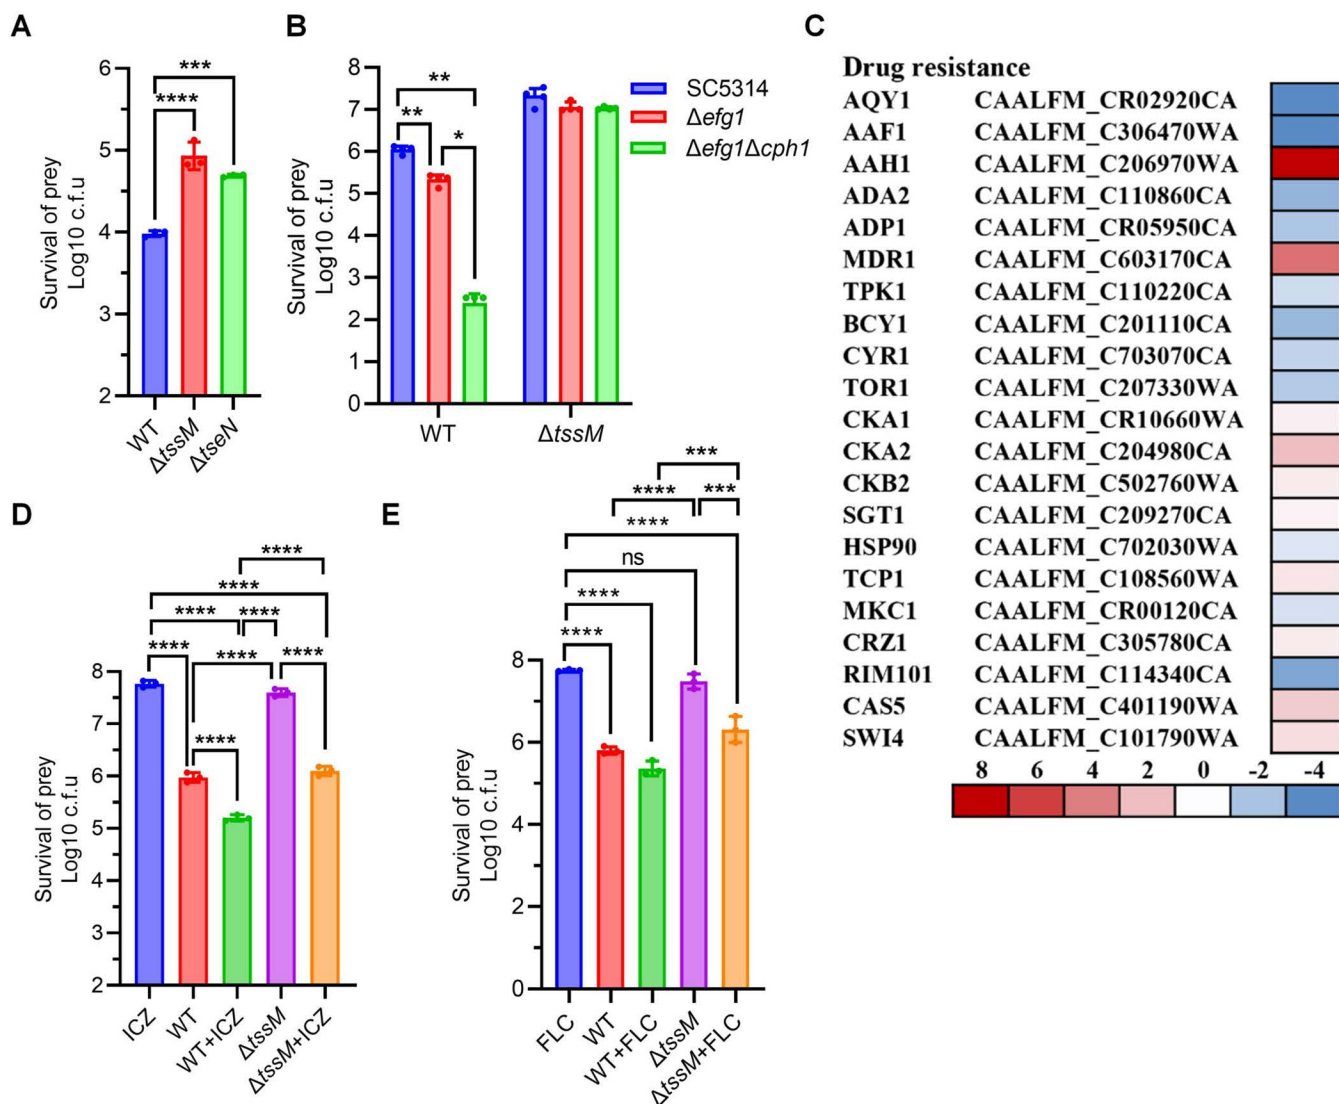 A
Survival of prey
Log10 c.f.u
6
5
4
3
2
***
****
WT
ΔtssM
ΔtseN
B
Survival of prey
Log10 c.f.u
8
7
6
5
4
3
2
1
0
**
**
*
SC5314
Δefg1
Δefg1Δcph1
WT
ΔtssM
C
Drug resistance
AQY1 CAALFM_CR02920CA
AAF1 CAALFM_C306470WA
AAH1 CAALFM_C206970WA
ADA2 CAALFM_C110860CA
ADP1 CAALFM_CR05950CA
MDR1 CAALFM_C603170CA
TPK1 CAALFM_C110220CA
BCY1 CAALFM_C201110CA
CYR1 CAALFM_C703070CA
TOR1 CAALFM_C207330WA
CKA1 CAALFM_CR10660WA
CKA2 CAALFM_C204980CA
CKB2 CAALFM_C502760WA
SGT1 CAALFM_C209270CA
HSP90 CAALFM_C702030WA
TCP1 CAALFM_C108560WA
MKC1 CAALFM_CR00120CA
CRZ1 CAALFM_C305780CA
RIM101 CAALFM_C114340CA
CAS5 CAALFM_C401190WA
SWI4 CAALFM_C101790WA
8 6 4 2 0 -2 -4
D
Survival of prey
Log10 c.f.u
8
7
6
5
4
3
2
****
****
**** ****
**** **** ****
****
ICZ
WT
WT+ICZ
ΔtssM
ΔtssM+ICZ
E
Survival of prey
Log10 c.f.u
8
6
4
2
0
***
**** ***
****
ns
****
****
FLC
WT
WT+FLC
ΔtssM
ΔtssM+FLC